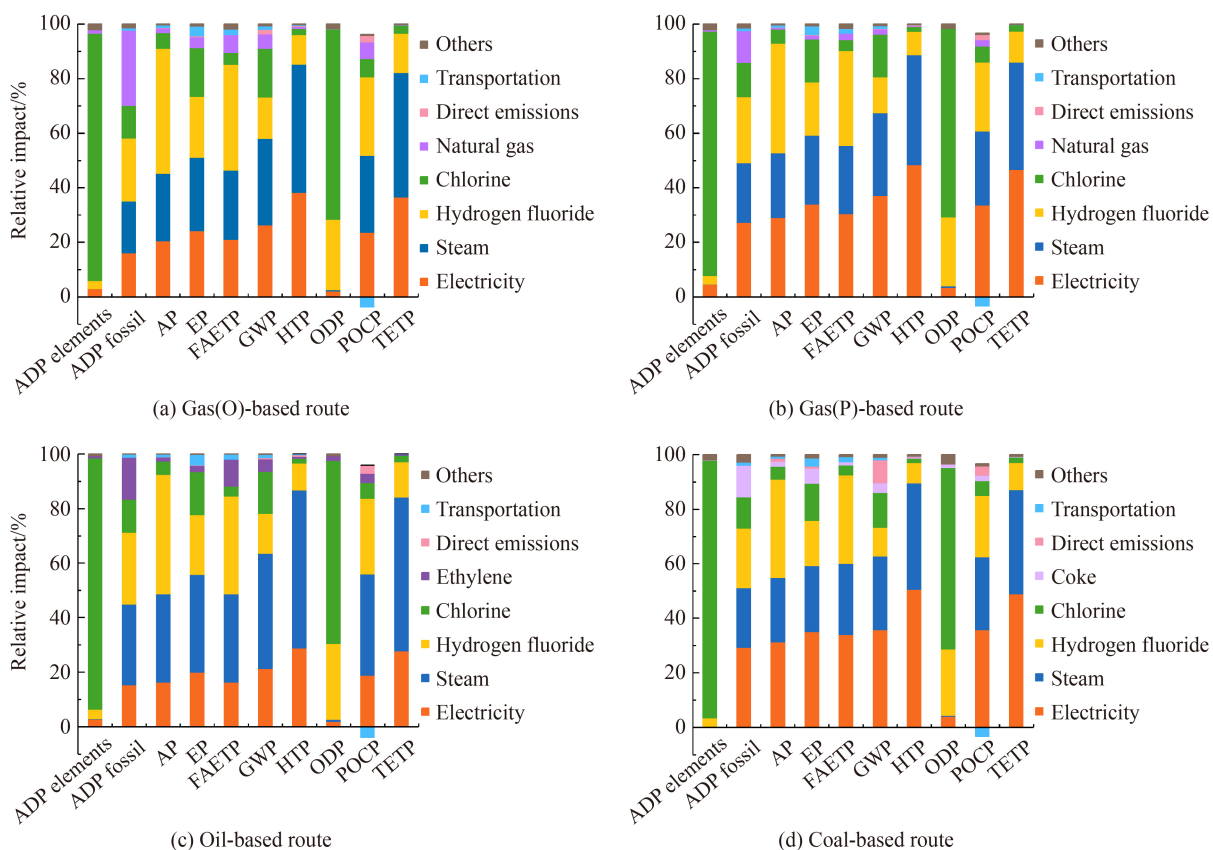 Relative impact/%
100
80
60
40
20
0
Others
Transportation
Direct emissions
Natural gas
Chlorine
Hydrogen fluoride
Steam
Electricity
ADP elements
ADP fossil
AP
EP
FAETP
GWP
HTP
ODP
POCP
TETP
(a) Gas(O)-based route
100
80
60
40
20
0
Others
Transportation
Direct emissions
Natural gas
Chlorine
Hydrogen fluoride
Steam
Electricity
ADP elements
ADP fossil
AP
EP
FAETP
GWP
HTP
ODP
POCP
TETP
(b) Gas(P)-based route
Relative impact/%
100
80
60
40
20
0
Others
Transportation
Direct emissions
Ethylene
Chlorine
Hydrogen fluoride
Steam
Electricity
ADP elements
ADP fossil
AP
EP
FAETP
GWP
HTP
ODP
POCP
TETP
(c) Oil-based route
100
80
60
40
20
0
Others
Transportation
Direct emissions
Coke
Chlorine
Hydrogen fluoride
Steam
Electricity
ADP elements
ADP fossil
AP
EP
FAETP
GWP
HTP
ODP
POCP
TETP
(d) Coal-based route